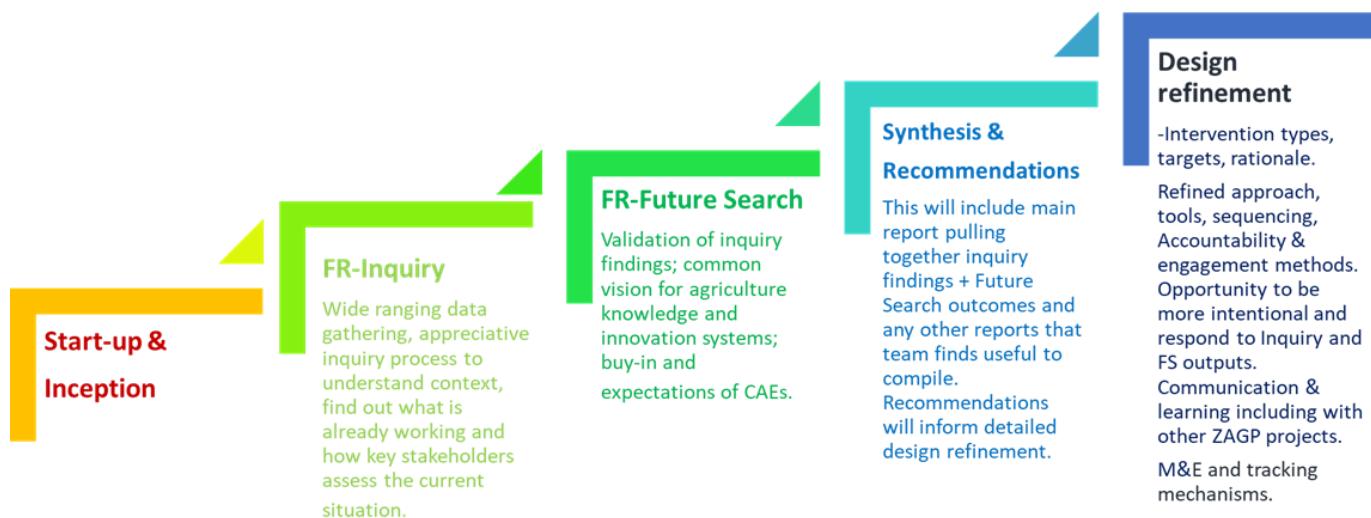 Start-up &
Inception
FR-Inquiry
Wide ranging data
gathering, appreciative
inquiry process to
understand context,
find out what is
already working and
how key stakeholders
assess the current
situation.
FR-Future Search
Validation of inquiry
findings; common
vision for agriculture
knowledge and
innovation systems;
buy-in and
expectations of CAEs.
Synthesis &
Recommendations
This will include main
report pulling
together inquiry
findings + Future
Search outcomes and
any other reports that
team finds useful to
compile.
Recommendations
will inform detailed
design refinement.
Design
refinement
-Intervention types,
targets, rationale.
Refined approach,
tools, sequencing,
Accountability &
engagement methods.
Opportunity to be
more intentional and
respond to Inquiry and
FS outputs.
Communication &
learning including with
other ZAGP projects.
M&E and tracking
mechanisms.